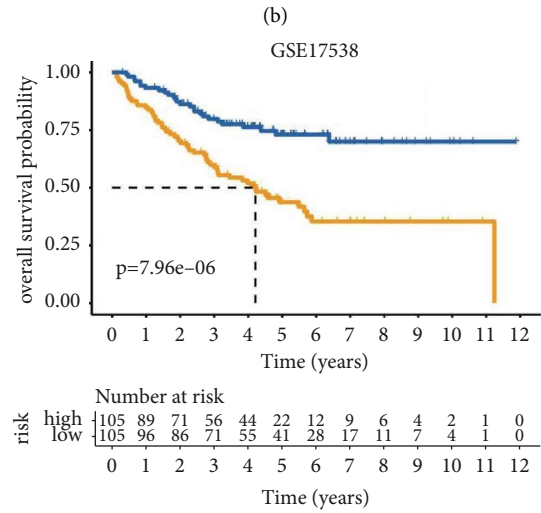 (b)
GSE17538
1.00
0.75
0.50
0.25
0.00
overall survival probability
p=7.96e–06
0 1 2 3 4 5 6 7 8 9 10 11 12
Time (years)
Number at risk
risk
high 105 89 71 56 44 22 12 9 6 4 2 1 0
low 105 96 86 71 55 41 28 17 11 7 4 1 0
0 1 2 3 4 5 6 7 8 9 10 11 12
Time (years)